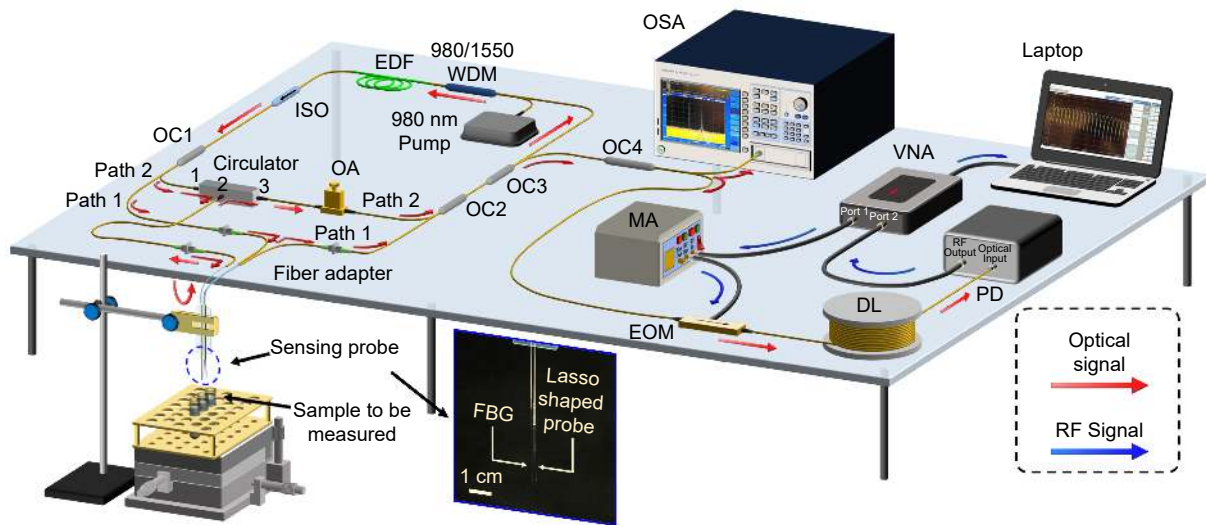 OSA
980/1550
WDM
EDF
Laptop
ISO
980 nm
Pump
OC1
OC4
VNA
Path 2
Circulator
OA
OC3
1
2
3
Path 1
Path 2
OC2
MA
Port 1
Port 2
RF
Output
Optical
Input
Path 1
Fiber adapter
PD
DL
EOM
Sensing probe
Optical
signal
Lasso
shaped
probe
Sample to be
measured
FBG
RF Signal
1 cm